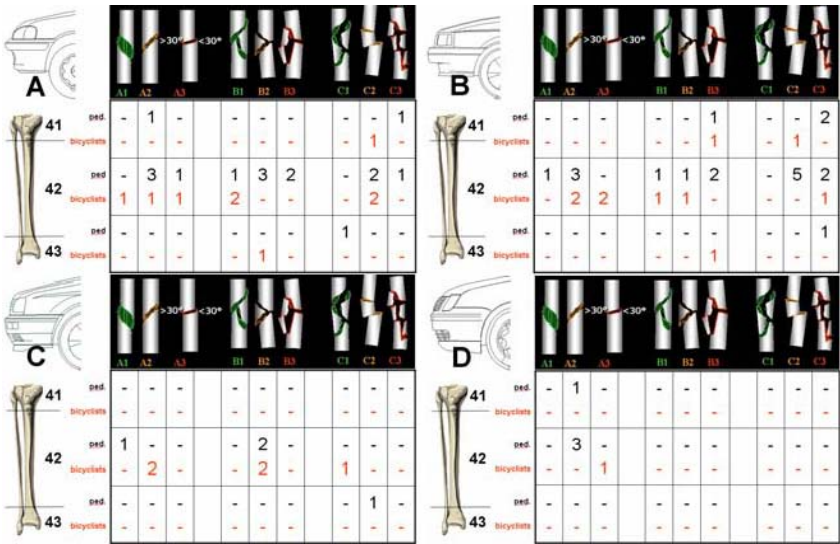 A
>30° <30°
A1 A2 A3 B1 B2 B3 C1 C2 C3
41
ped. - 1 - - - - - - 1
bicyclists - - - - - - - 1 -
42
ped - 3 1 1 3 2 - 2 1
bicyclists 1 1 1 2 - - - 2 -
43
ped - - - - - - 1 - -
bicyclists - - - - 1 - - - -
B
>30° <30°
A1 A2 A3 B1 B2 B3 C1 C2 C3
41
ped. - - - - - 1 - - 2
bicyclists - - - - - 1 - 1 -
42
ped 1 3 - 1 1 2 - 5 2
bicyclists - 2 2 1 1 - - - 1
43
ped - - - - - - - - 1
bicyclists - - - - - 1 - - -
C
>30° <30°
A1 A2 A3 B1 B2 B3 C1 C2 C3
41
ped. - - - - - - - - -
bicyclists - - - - - - - - -
42
ped 1 - - - 2 - - - -
bicyclists - 2 - - 2 - 1 - -
43
ped - - - - - - - 1 -
bicyclists - - - - - - - - -
D
>30° <30°
A1 A2 A3 B1 B2 B3 C1 C2 C3
41
ped. - 1 - - - - - - -
bicyclists - - - - - - - - -
42
ped - 3 - - - - - - -
bicyclists - - 1 - - - - - -
43
ped - - - - - - - - -
bicyclists - - - - - - - - -